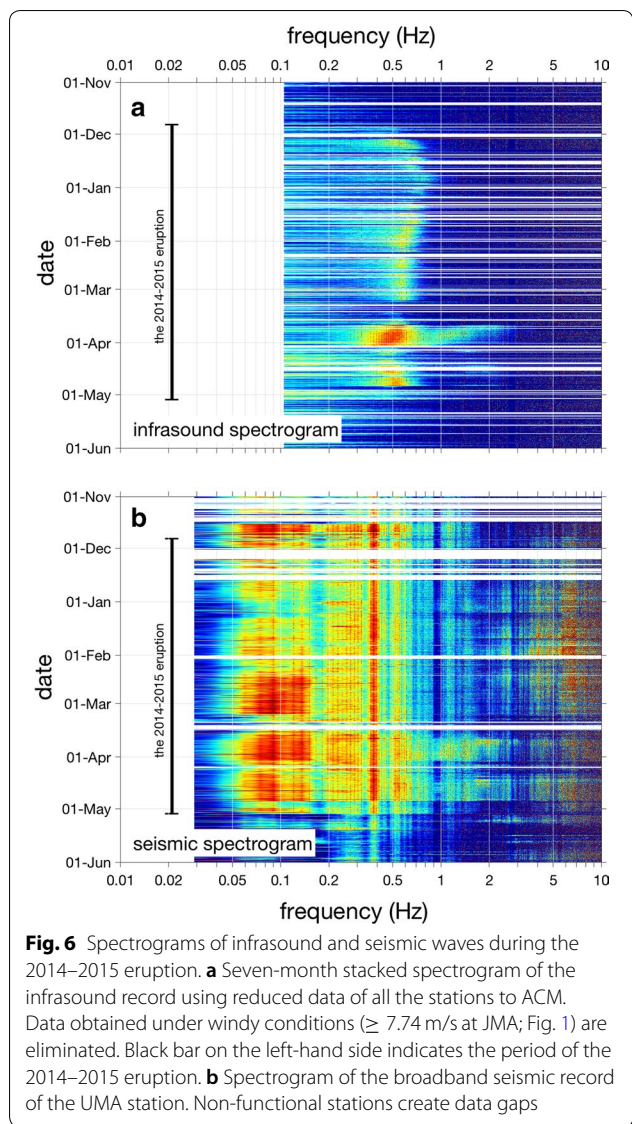 frequency (Hz)
0.01 0.02 0.05 0.1 0.2 0.5 1 2 5 10
a
01-Nov
01-Dec
01-Jan
01-Feb
01-Mar
01-Apr
01-May
01-Jun
date
the 2014-2015 eruption
infrasound spectrogram
b
01-Nov
01-Dec
01-Jan
01-Feb
01-Mar
01-Apr
01-May
01-Jun
date
the 2014-2015 eruption
seismic spectrogram
0.01 0.02 0.05 0.1 0.2 0.5 1 2 5 10
frequency (Hz)
Fig. 6 Spectrograms of infrasound and seismic waves during the
2014–2015 eruption. a Seven-month stacked spectrogram of the
infrasound record using reduced data of all the stations to ACM.
Data obtained under windy conditions (≥ 7.74 m/s at JMA; Fig. 1) are
eliminated. Black bar on the left-hand side indicates the period of the
2014–2015 eruption. b Spectrogram of the broadband seismic record
of the UMA station. Non-functional stations create data gaps